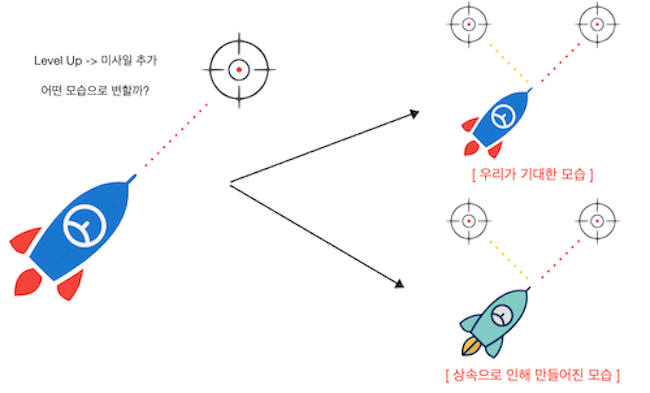 Level Up -> 미사일 추가
어떤 모습으로 변할까?
[ 우리가 기대한 모습 ]
[ 상속으로 인해 만들어진 모습 ]